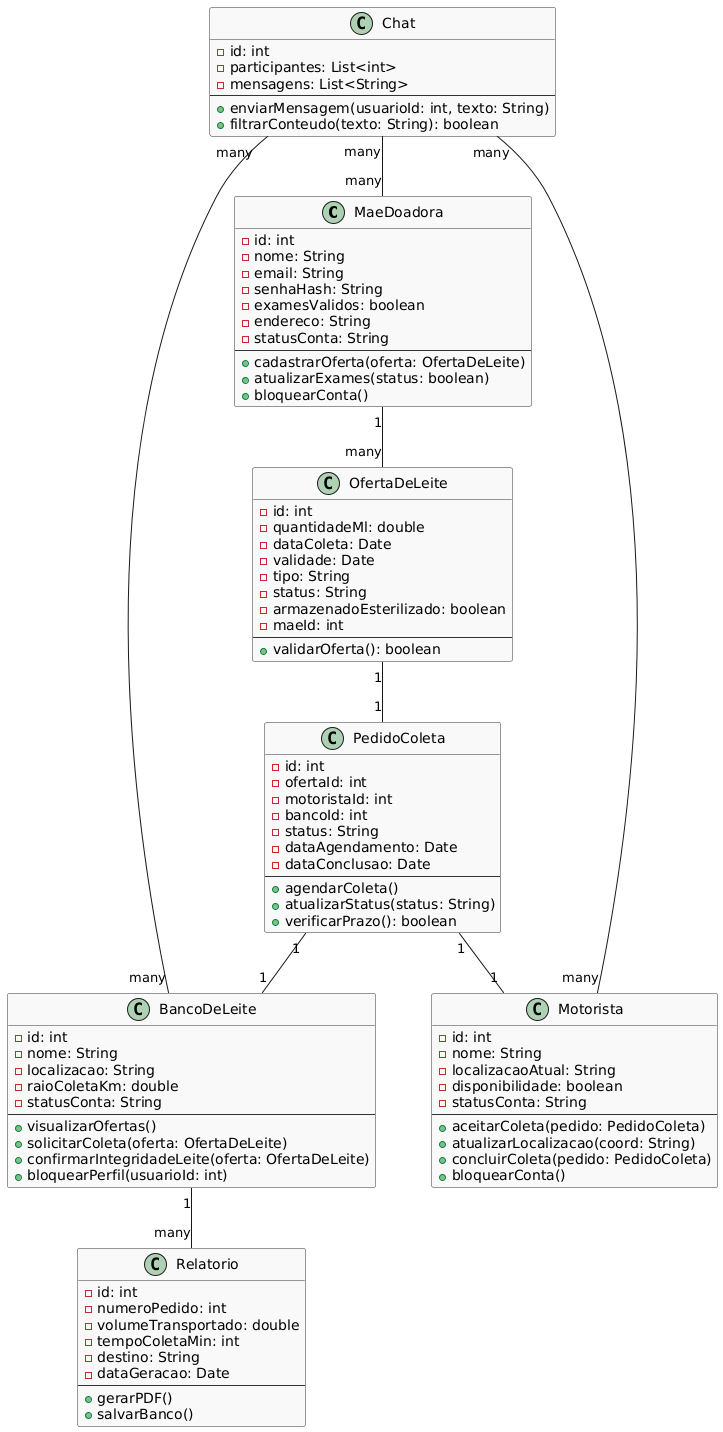 C Chat
id: int
participantes: List<int>
mensagens: List<String>
enviarMensagem(usuarioId: int, texto: String)
filtrarConteudo(texto: String): boolean
many
many
many
many
C MaeDoadora
id: int
nome: String
email: String
senhaHash: String
examesValidos: boolean
endereco: String
statusConta: String
cadastrarOferta(oferta: OfertaDeLeite)
atualizarExames(status: boolean)
bloquearConta()
1
many
C OfertaDeLeite
id: int
quantidadeMl: double
dataColeta: Date
validade: Date
tipo: String
status: String
armazenadoEsterilizado: boolean
maeId: int
validarOferta(): boolean
1
1
C PedidoColeta
id: int
ofertaId: int
motoristaId: int
bancoId: int
status: String
dataAgendamento: Date
dataConclusao: Date
agendarColeta()
atualizarStatus(status: String)
verificarPrazo(): boolean
1
1
many
1
1
many
C BancoDeLeite
id: int
nome: String
localizacao: String
raioColetaKm: double
statusConta: String
visualizarOfertas()
solicitarColeta(oferta: OfertaDeLeite)
confirmarIntegridadeLeite(oferta: OfertaDeLeite)
bloquearPerfil(usuarioId: int)
C Motorista
id: int
nome: String
localizacaoAtual: String
disponibilidade: boolean
statusConta: String
aceitarColeta(pedido: PedidoColeta)
atualizarLocalizacao(coord: String)
concluirColeta(pedido: PedidoColeta)
bloquearConta()
1
many
C Relatorio
id: int
numeroPedido: int
volumeTransportado: double
tempoColetaMin: int
destino: String
dataGeracao: Date
gerarPDF()
salvarBanco()